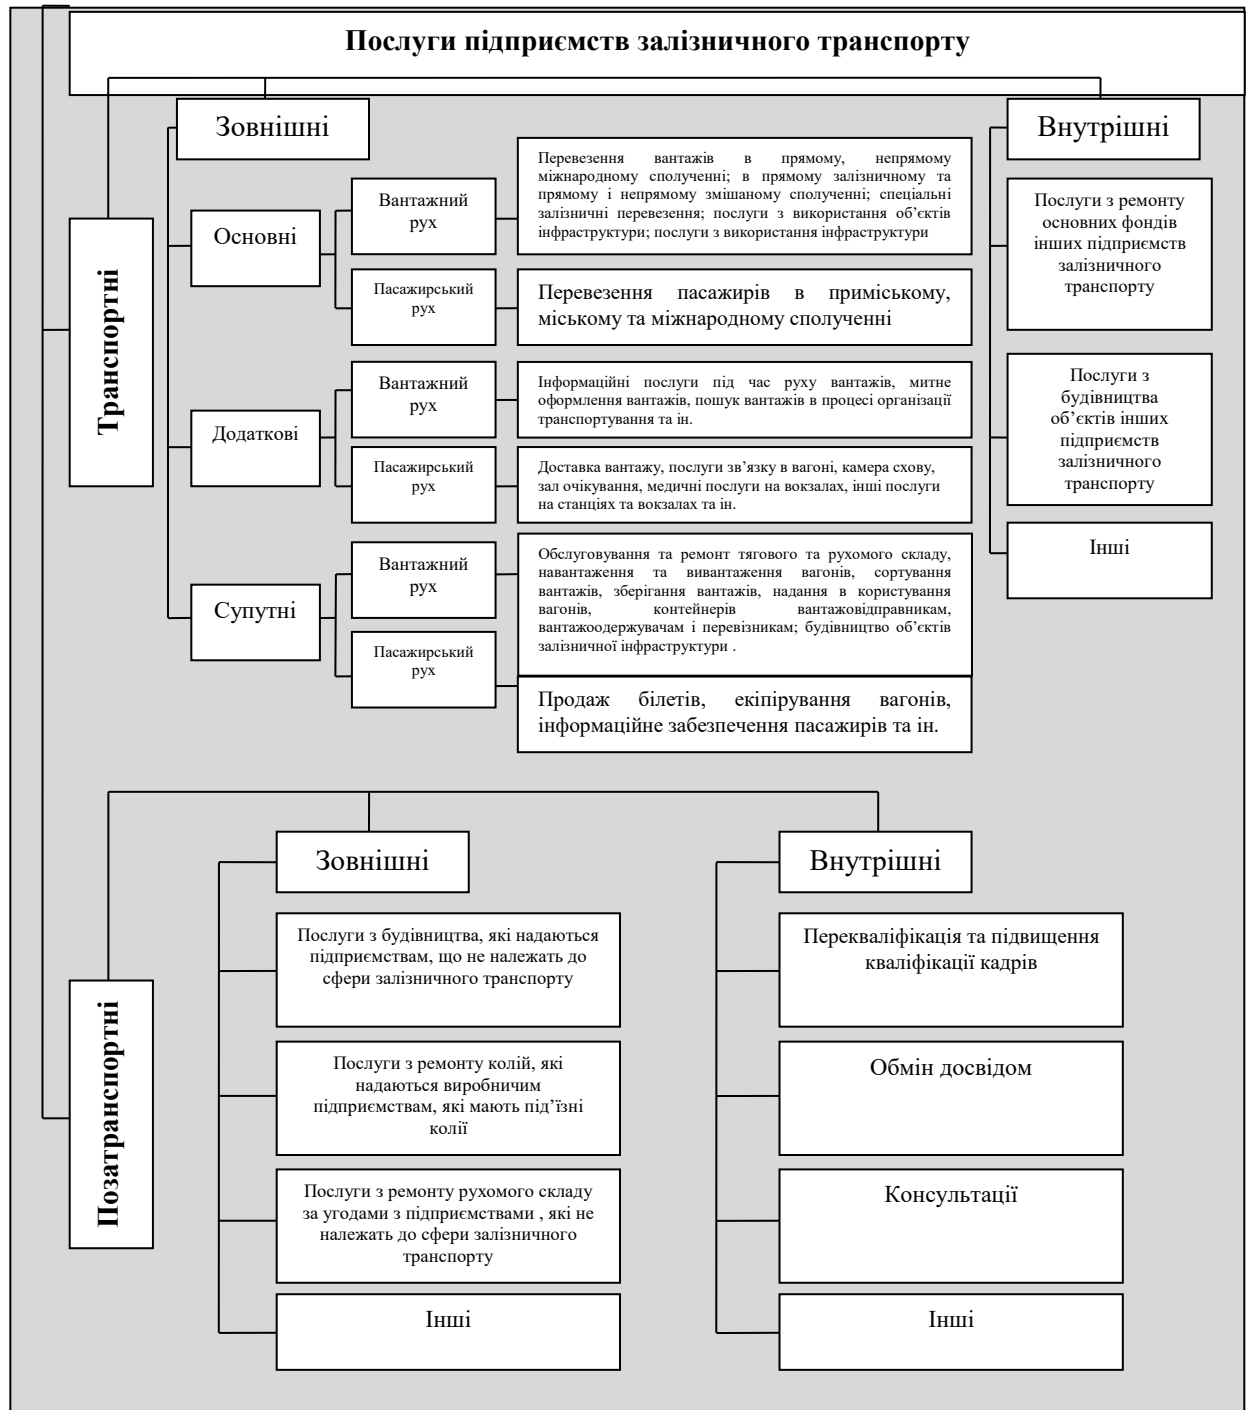 Послуги підприємств залізничного транспорту
Зовнішні
Внутрішні
Транспортні
Основні
Вантажний
рух
Перевезення вантажів в прямому, непрямому
міжнародному сполученні; в прямому залізничному та
прямому і непрямому змішаному сполученні; спеціальні
залізничні перевезення; послуги з використання об’єктів
інфраструктури; послуги з використання інфраструктури
Пасажирський
рух
Перевезення пасажирів в приміському,
міському та міжнародному сполученні
Додаткові
Вантажний
рух
Інформаційні послуги під час руху вантажів, митне
оформлення вантажів, пошук вантажів в процесі організації
транспортування та ін.
Пасажирський
рух
Доставка вантажу, послуги зв’язку в вагоні, камера схову,
зал очікування, медичні послуги на вокзалах, інші послуги
на станціях та вокзалах та ін.
Супутні
Вантажний
рух
Обслуговування та ремонт тягового та рухомого складу,
навантаження та вивантаження вагонів, сортування
вантажів, зберігання вантажів, надання в користування
вагонів, контейнерів вантажовідправникам,
вантажоодержувачам і перевізникам; будівництво об’єктів
залізничної інфраструктури .
Пасажирський
рух
Продаж білетів, екіпірування вагонів,
інформаційне забезпечення пасажирів та ін.
Послуги з ремонту
основних фондів
інших підприємств
залізничного
транспорту
Послуги з
будівництва
об’єктів інших
підприємств
залізничного
транспорту
Інші
Позатранспортні
Зовнішні
Послуги з будівництва, які надаються
підприємствам, що не належать до
сфери залізничного транспорту
Послуги з ремонту колій, які
надаються виробничим
підприємствам, які мають під’їзні
колії
Послуги з ремонту рухомого складу
за угодами з підприємствами , які не
належать до сфери залізничного
транспорту
Інші
Внутрішні
Перекваліфікація та підвищення
кваліфікації кадрів
Обмін досвідом
Консультації
Інші